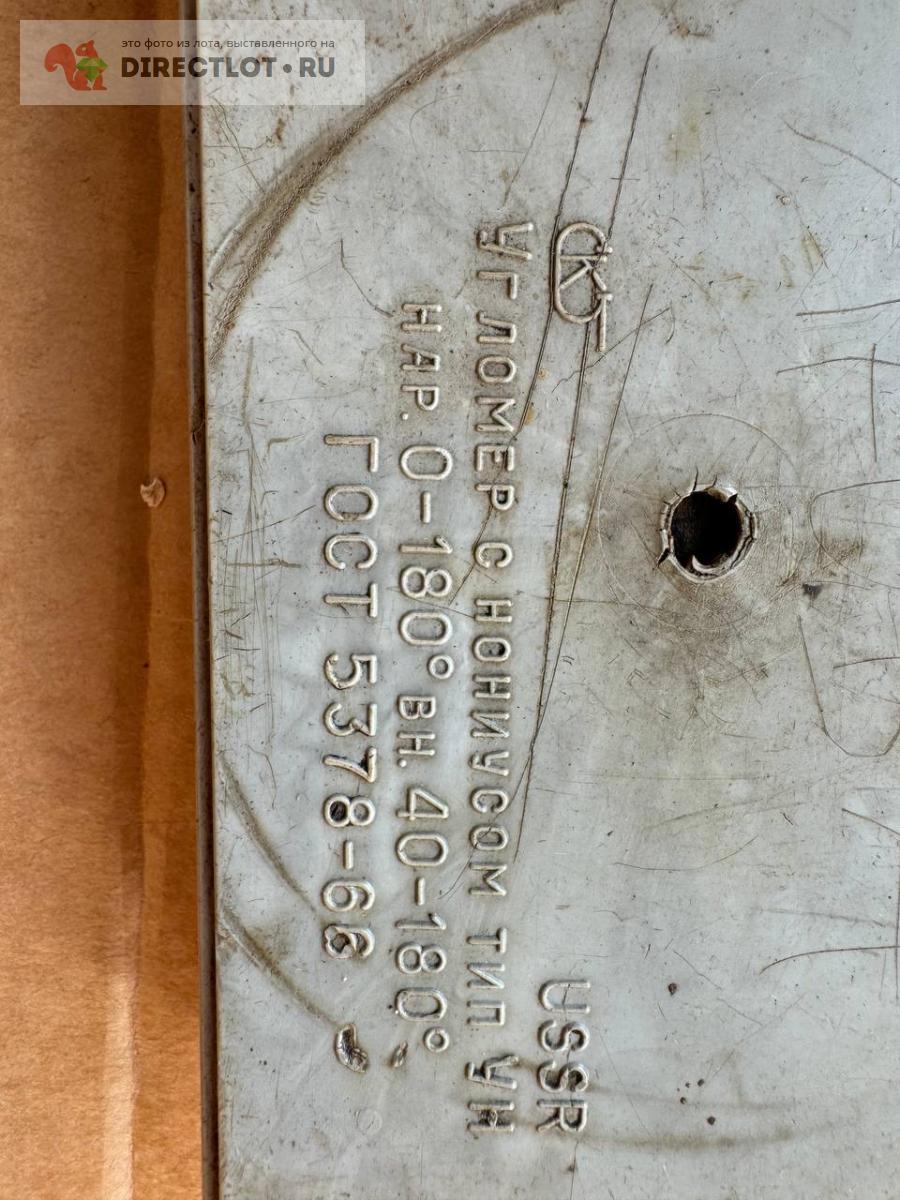 это фото из лота, выставленного на
DIRECTLOT.RU
USSR
УГЛОМЕР С НОНИУСОМ ТИП УН
НАР. 0-180° ВН. 40-180°
ГОСТ 5378-66